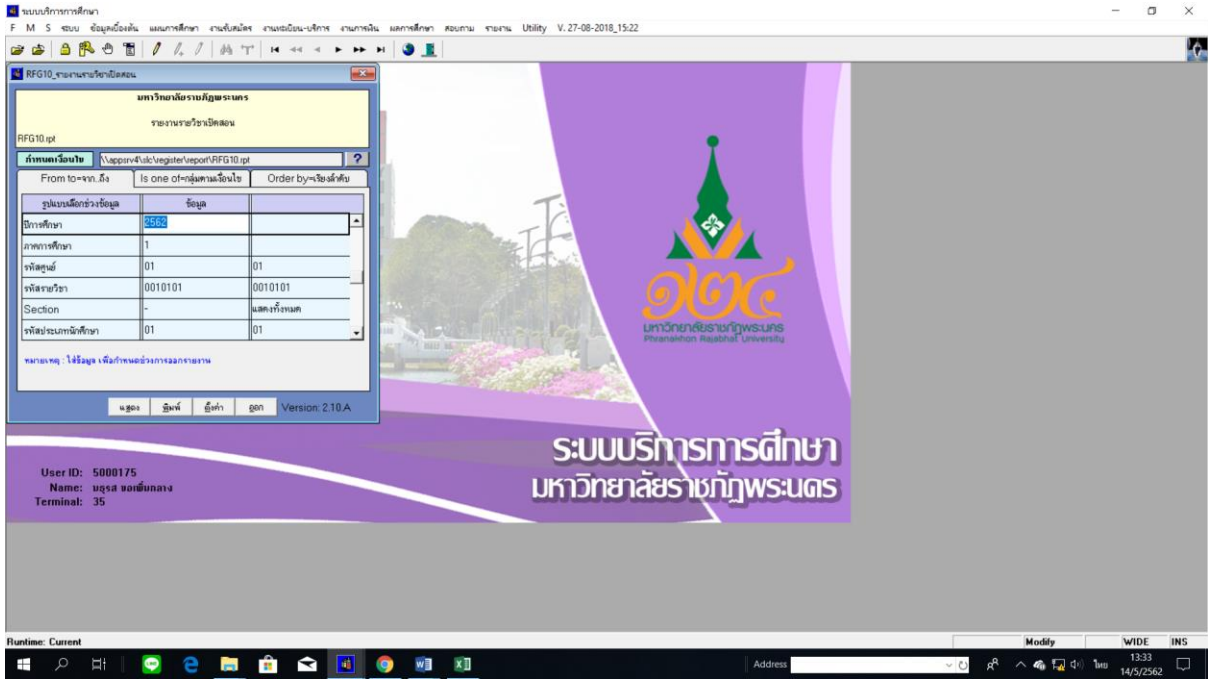 ระบบบริการการศึกษา
F M S ระบบ ข้อมูลเบื้องต้น แผนการศึกษา งานรับสมัคร งานทะเบียน-บริการ งานการเงิน ผลการศึกษา สอบถาม รายงาน Utility V. 27-08-2018_15:22
RFG10_รายงานรายวิชาเปิดสอน
มหาวิทยาลัยราชภัฏพระนคร
รายงานรายวิชาเปิดสอน
RFG10.rpt
กำหนดเงื่อนไข \\appsrv4\slc\register\report\RFG10.rpt ?
From to=จาก..ถึง Is one of=กลุ่มตามเงื่อนไข Order by=เรียงลำดับ
รูปแบบเลือกช่วงข้อมูล ข้อมูล
ปีการศึกษา 2562
ภาคการศึกษา 1
รหัสศูนย์ 01 01
รหัสรายวิชา 0010101 0010101
Section - แสดงทั้งหมด
รหัสประเภทนักศึกษา 01 01
หมายเหตุ : ใส่ข้อมูล เพื่อกำหนดช่วงการออกรายงาน
แสดง พิมพ์ ตั้งค่า ออก Version: 2.10.A
มหาวิทยาลัยราชภัฏพระนคร
Phranakhon Rajabhat University
ระบบบริการการศึกษา
มหาวิทยาลัยราชภัฏพระนคร
User ID: 5000175
Name:
Terminal: 35
Runtime: Current Modify WIDE INS
Address ไทย 13:33
14/5/2562